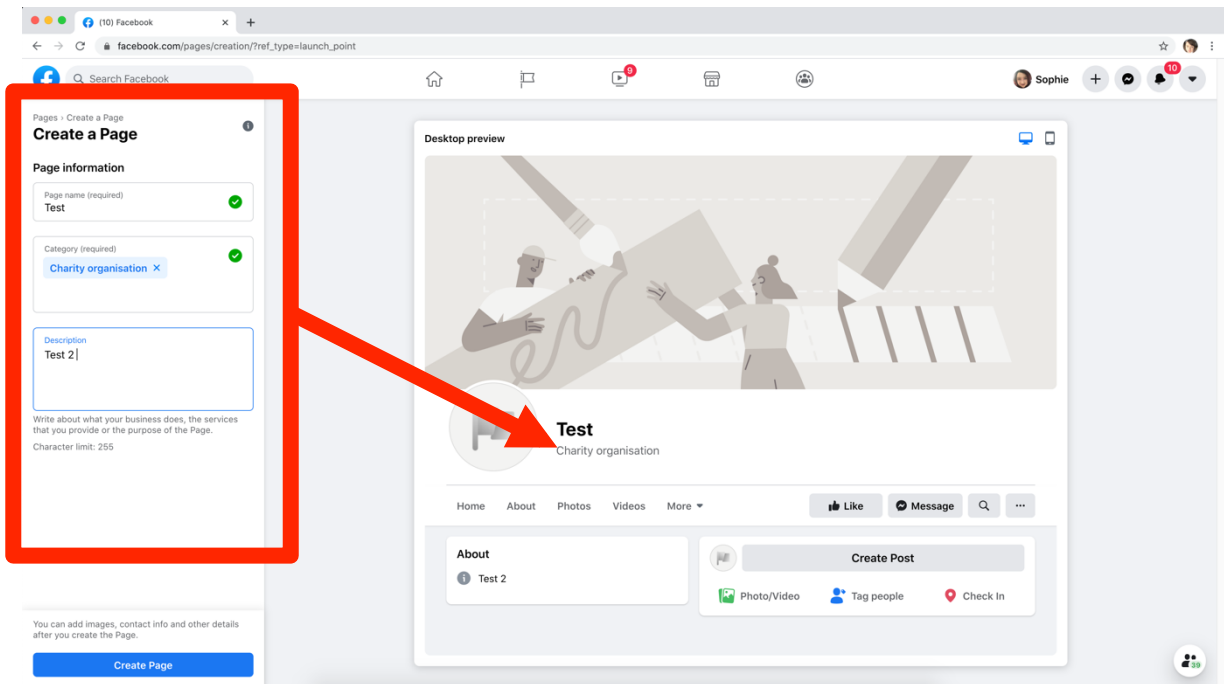 (10) Facebook
facebook.com/pages/creation/?ref_type=launch_point
Search Facebook
9
Sophie
10
Pages › Create a Page
Create a Page
Page information
Page name (required)
Test
Category (required)
Charity organisation ×
Description
Test 2
Write about what your business does, the services
that you provide or the purpose of the Page.
Character limit: 255
You can add images, contact info and other details
after you create the Page.
Create Page
Desktop preview
Test
Charity organisation
Home About Photos Videos More
Like Message
About
Test 2
Create Post
Photo/Video Tag people Check In
39